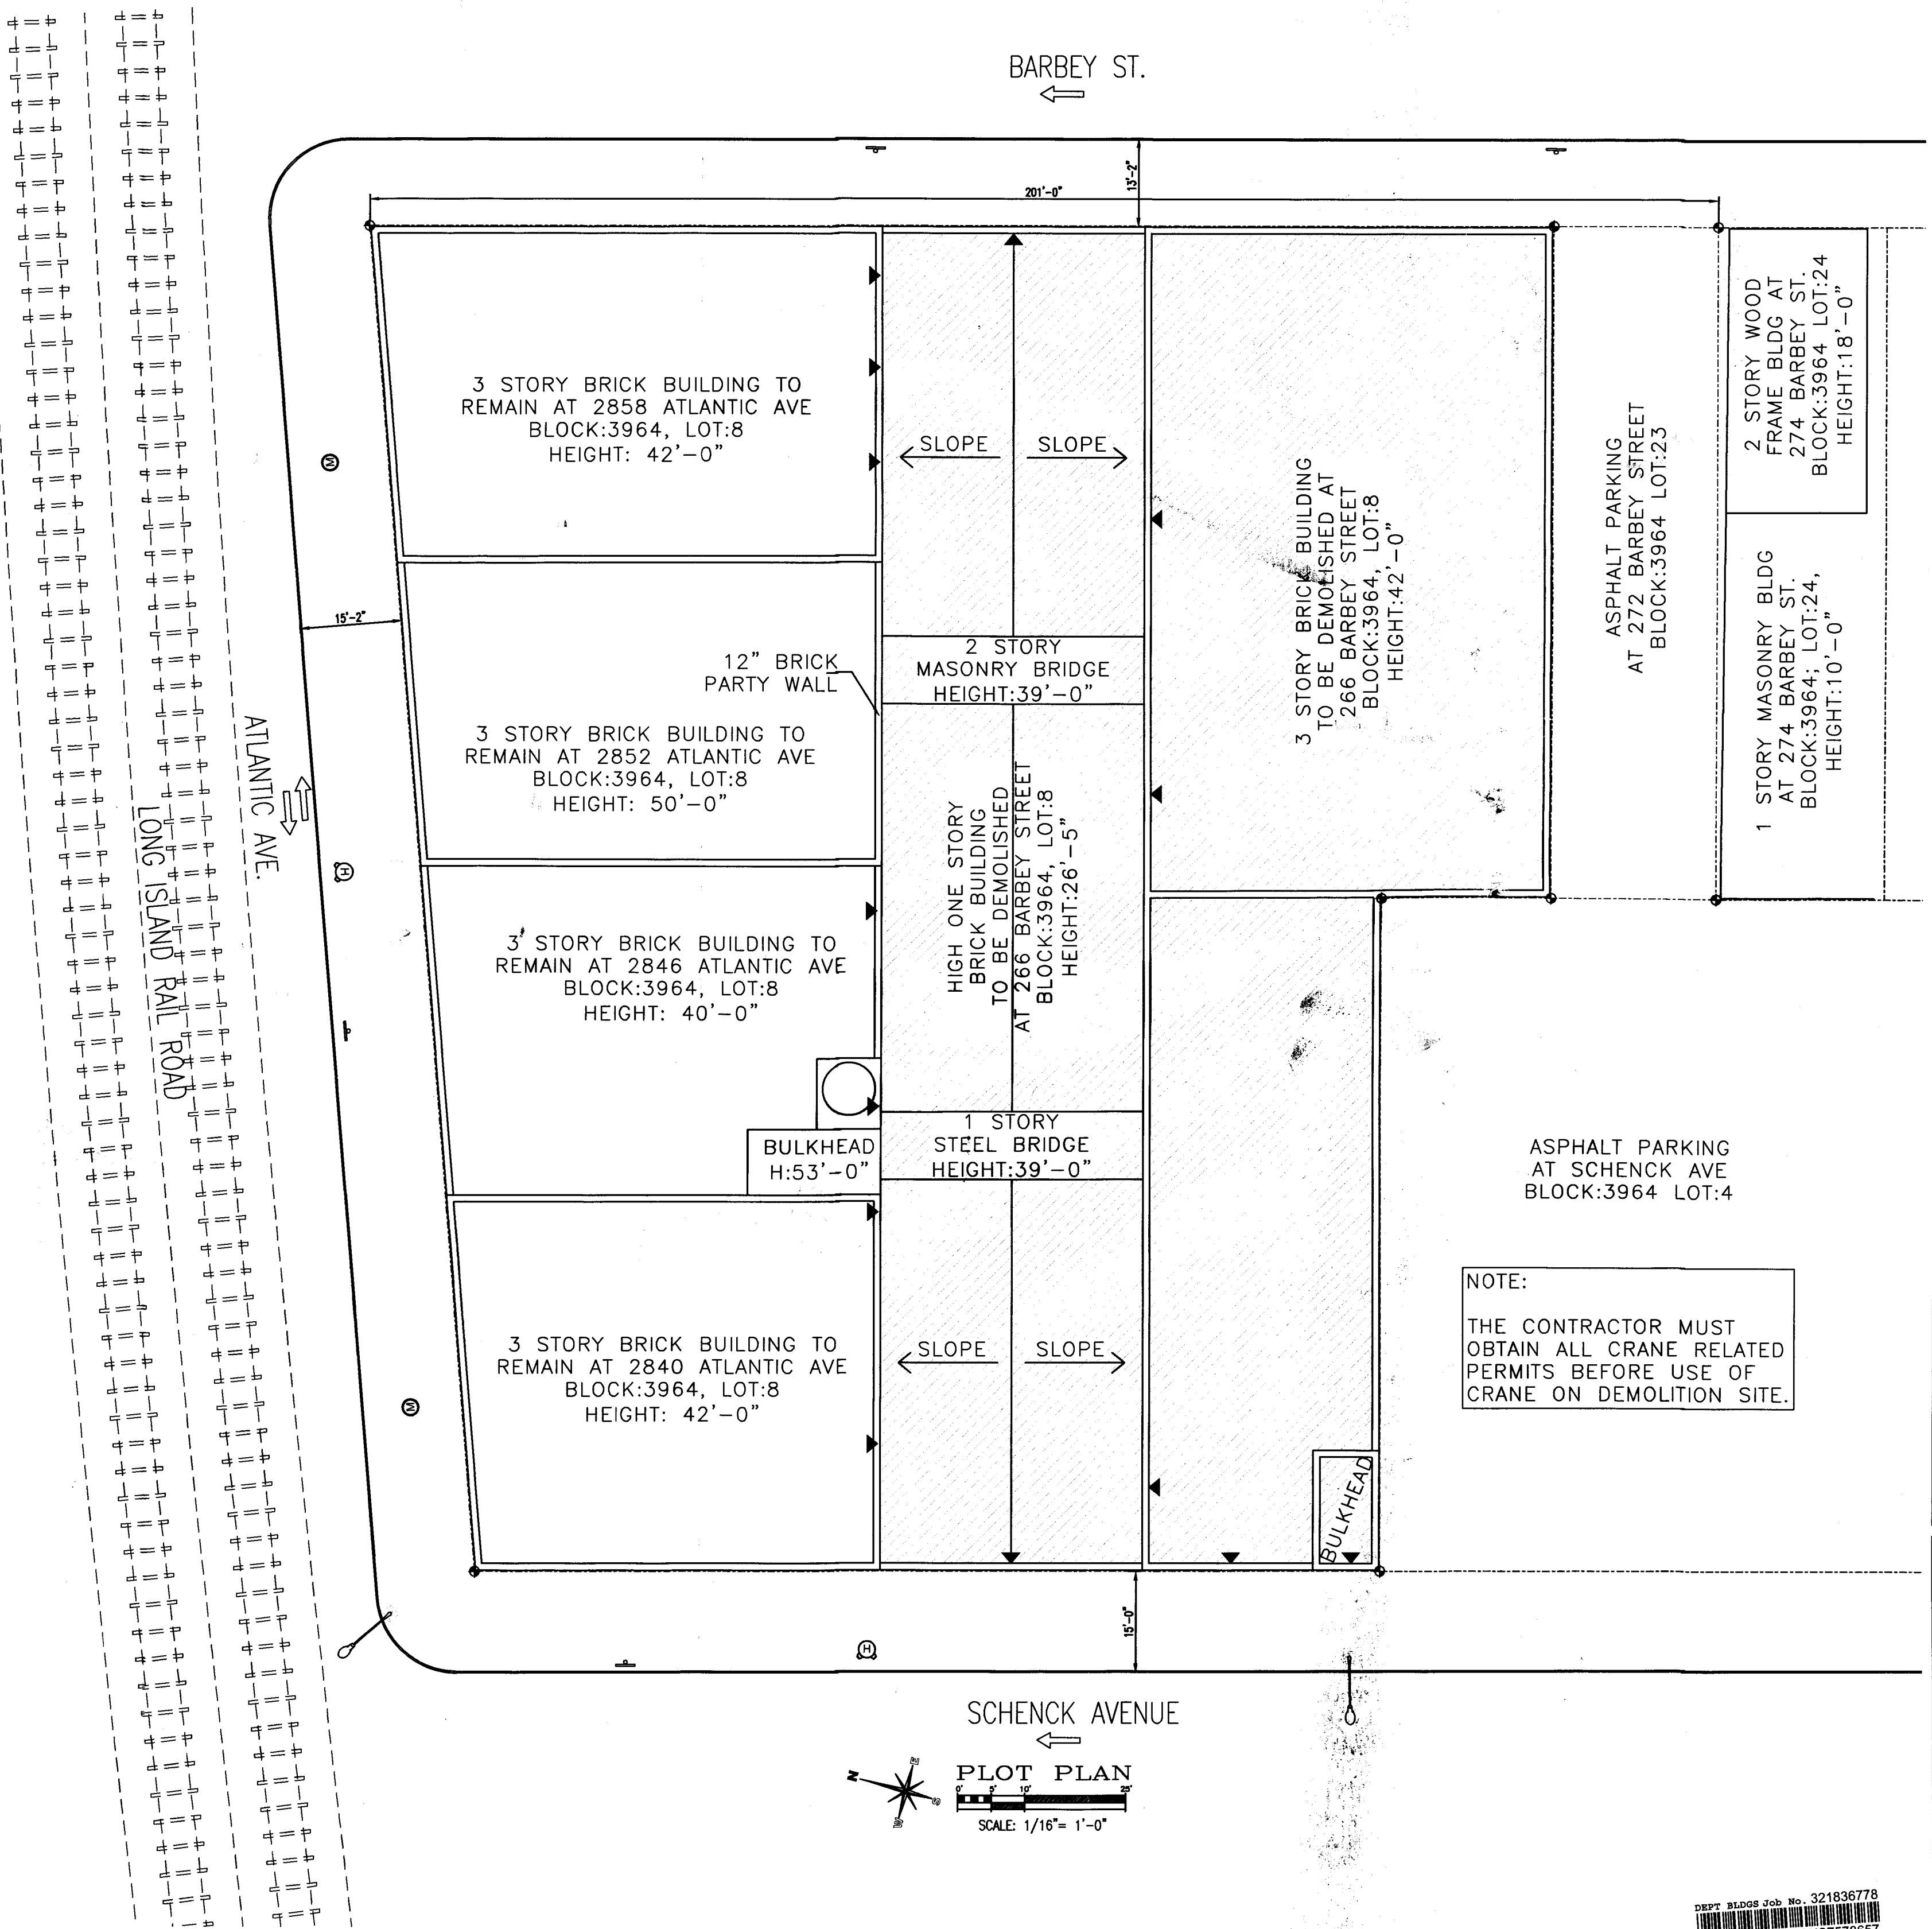 BARBEY ST.
13'-2"
201'-0"
3 STORY BRICK BUILDING TO
REMAIN AT 2858 ATLANTIC AVE
BLOCK:3964, LOT:8
HEIGHT: 42'-0"
SLOPE
SLOPE
3 STORY BRICK BUILDING
TO BE DEMOLISHED AT
266 BARBEY STREET
BLOCK:3964, LOT:8
HEIGHT:42'-0"
ASPHALT PARKING
AT 272 BARBEY STREET
BLOCK:3964 LOT:23
2 STORY WOOD
FRAME BLDG AT
274 BARBEY ST.
BLOCK:3964 LOT:24
HEIGHT:18'-0"
1 STORY MASONRY BLDG
AT 274 BARBEY ST.
BLOCK:3964; LOT:24,
HEIGHT:10'-0"
M
15'-2"
12" BRICK
PARTY WALL
2 STORY
MASONRY BRIDGE
HEIGHT:39'-0"
3 STORY BRICK BUILDING TO
REMAIN AT 2852 ATLANTIC AVE
BLOCK:3964, LOT:8
HEIGHT: 50'-0"
ATLANTIC AVE.
LONG ISLAND RAIL ROAD
H
HIGH ONE STORY
BRICK BUILDING
TO BE DEMOLISHED
AT 266 BARBEY STREET
BLOCK:3964, LOT:8
HEIGHT:26'-5"
3 STORY BRICK BUILDING TO
REMAIN AT 2846 ATLANTIC AVE
BLOCK:3964, LOT:8
HEIGHT: 40'-0"
BULKHEAD
H:53'-0"
1 STORY
STEEL BRIDGE
HEIGHT:39'-0"
ASPHALT PARKING
AT SCHENCK AVE
BLOCK:3964 LOT:4
NOTE:
THE CONTRACTOR MUST
OBTAIN ALL CRANE RELATED
PERMITS BEFORE USE OF
CRANE ON DEMOLITION SITE.
3 STORY BRICK BUILDING TO
REMAIN AT 2840 ATLANTIC AVE
BLOCK:3964, LOT:8
HEIGHT: 42'-0"
SLOPE
SLOPE
M
BULKHEAD
15'-0"
H
SCHENCK AVENUE
N
E
S
W
PLOT PLAN
0' 5' 10' 25'
SCALE: 1/16"= 1'-0"
DEPT BLDGS Job No. 321836778